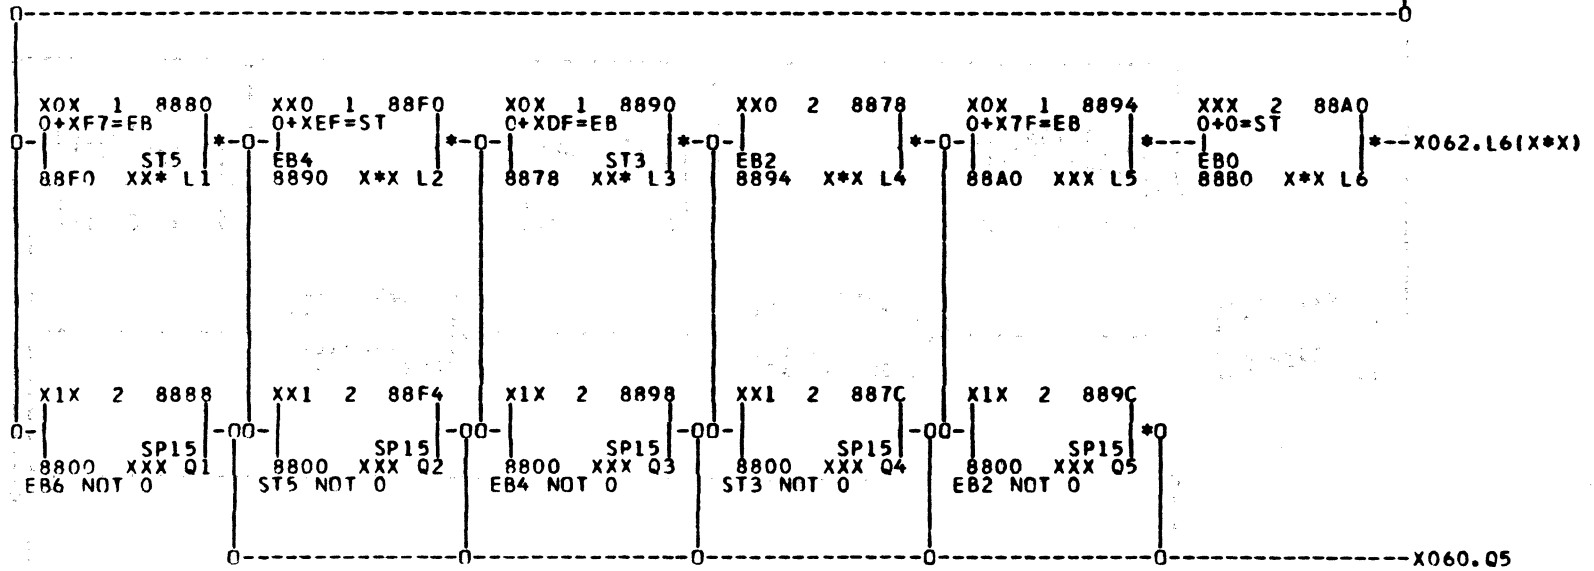 X0X 1 8880 XX0 1 88F0 X0X 1 8890 XX0 2 8878 X0X 1 8894 XXX 2 88A0
0+XF7=EB 0+XEF=ST 0+XDF=EB 0+X7F=EB 0+0=ST
*--X062.L6(X*X)
ST5 EB4 ST3 EB2 EB0
88F0 XX* L1 8890 X*X L2 8878 XX* L3 8894 X*X L4 88A0 XXX L5 88B0 X*X L6
X1X 2 8888 XX1 2 88F4 X1X 2 8898 XX1 2 887C X1X 2 889C
SP15 SP15 SP15 SP15 SP15
8800 XXX Q1 8800 XXX Q2 8800 XXX Q3 8800 XXX Q4 8800 XXX Q5
EB6 NOT 0 ST5 NOT 0 EB4 NOT 0 ST3 NOT 0 EB2 NOT 0
X060.Q5